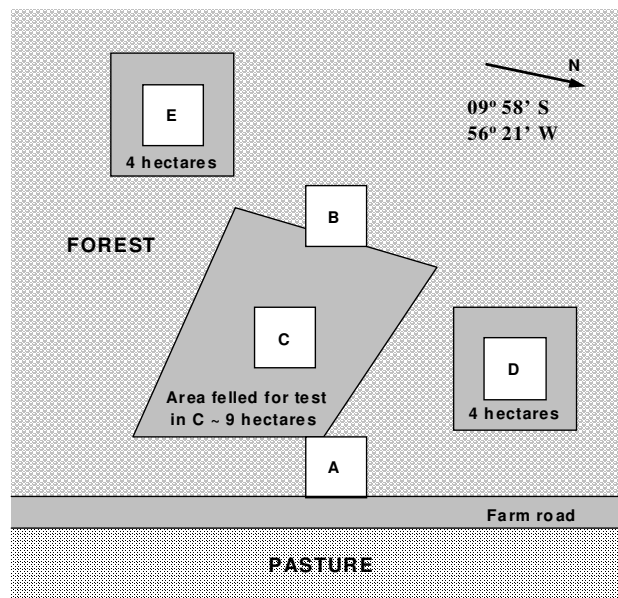 N
09º 58’ S
56º 21’ W
E
4 hectares
B
FOREST
C
D
Area felled for test
in C ~ 9 hectares
4 hectares
A
Farm road
PASTURE